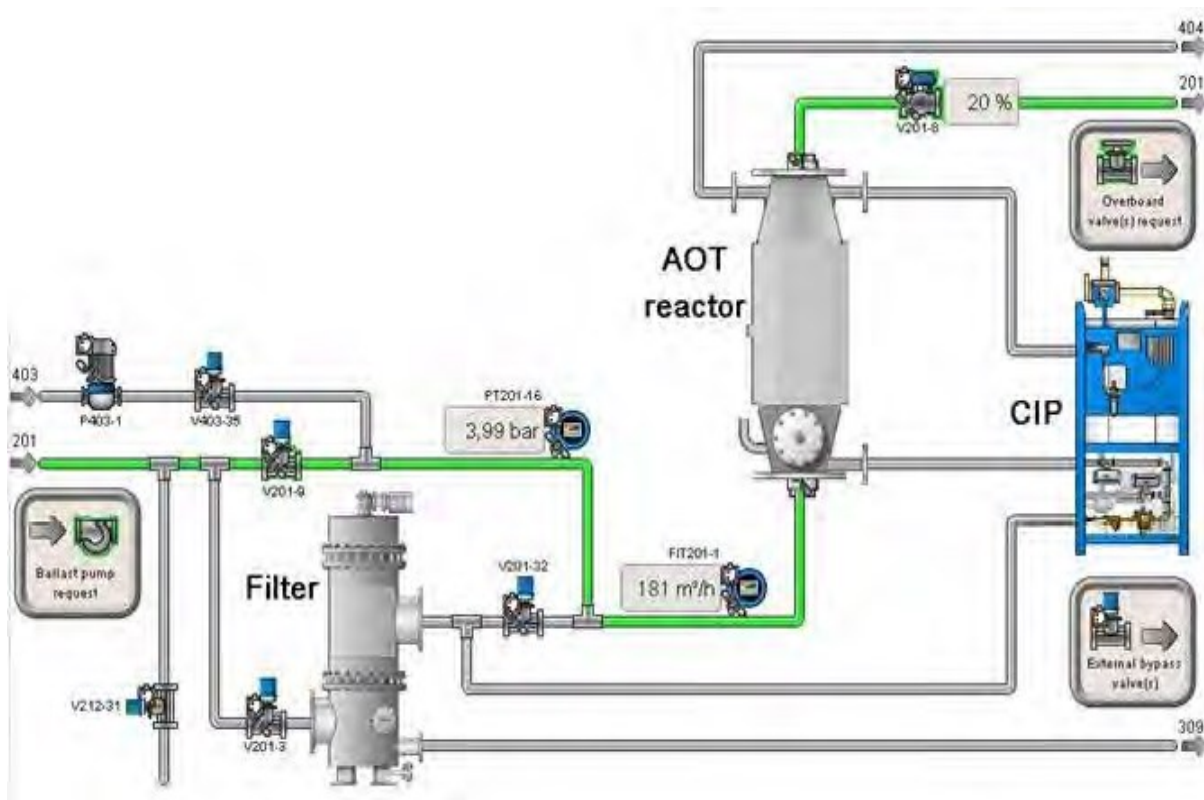 404
201
V201-8
20 %
Overboard
valve(s) request
AOT
reactor
403
P403-1
V403-35
PT201-16
3,99 bar
CIP
201
V201-9
Ballast pump
request
Filter
V201-32
FIT201-1
181 m³/h
External bypass
valve(s)
V212-31
V201-3
309